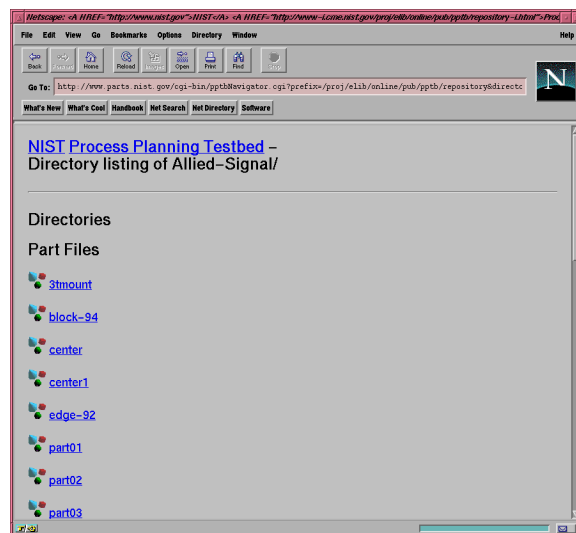 Netscape: <A HREF="http://www.nist.gov">NIST</A> <A HREF="http://www-i.cme.nist.gov/proj/elib/online/pub/pptb/repository-i.html">Proc
File Edit View Go Bookmarks Options Directory Window Help
Back Forward Home Reload Images Open Print Find Stop
Go To: http://www.parts.nist.gov/cgi-bin/pptbNavigator.cgi?prefix=/proj/elib/online/pub/pptb/repository&directo
N
What's New What's Cool Handbook Net Search Net Directory Software
NIST Process Planning Testbed –
Directory listing of Allied–Signal/
Directories
Part Files
3tmount
block–94
center
center1
edge–92
part01
part02
part03